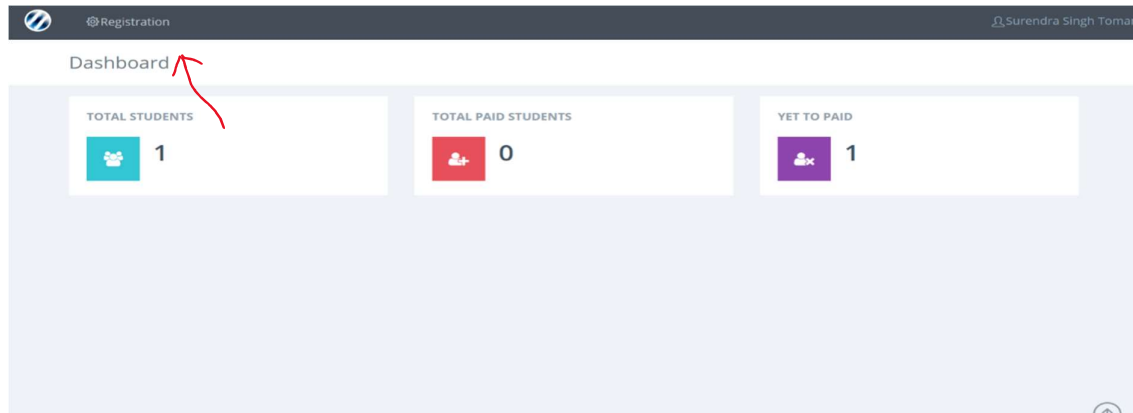 Registration
Surendra Singh Tomar
Dashboard
TOTAL STUDENTS
1
TOTAL PAID STUDENTS
0
YET TO PAID
1